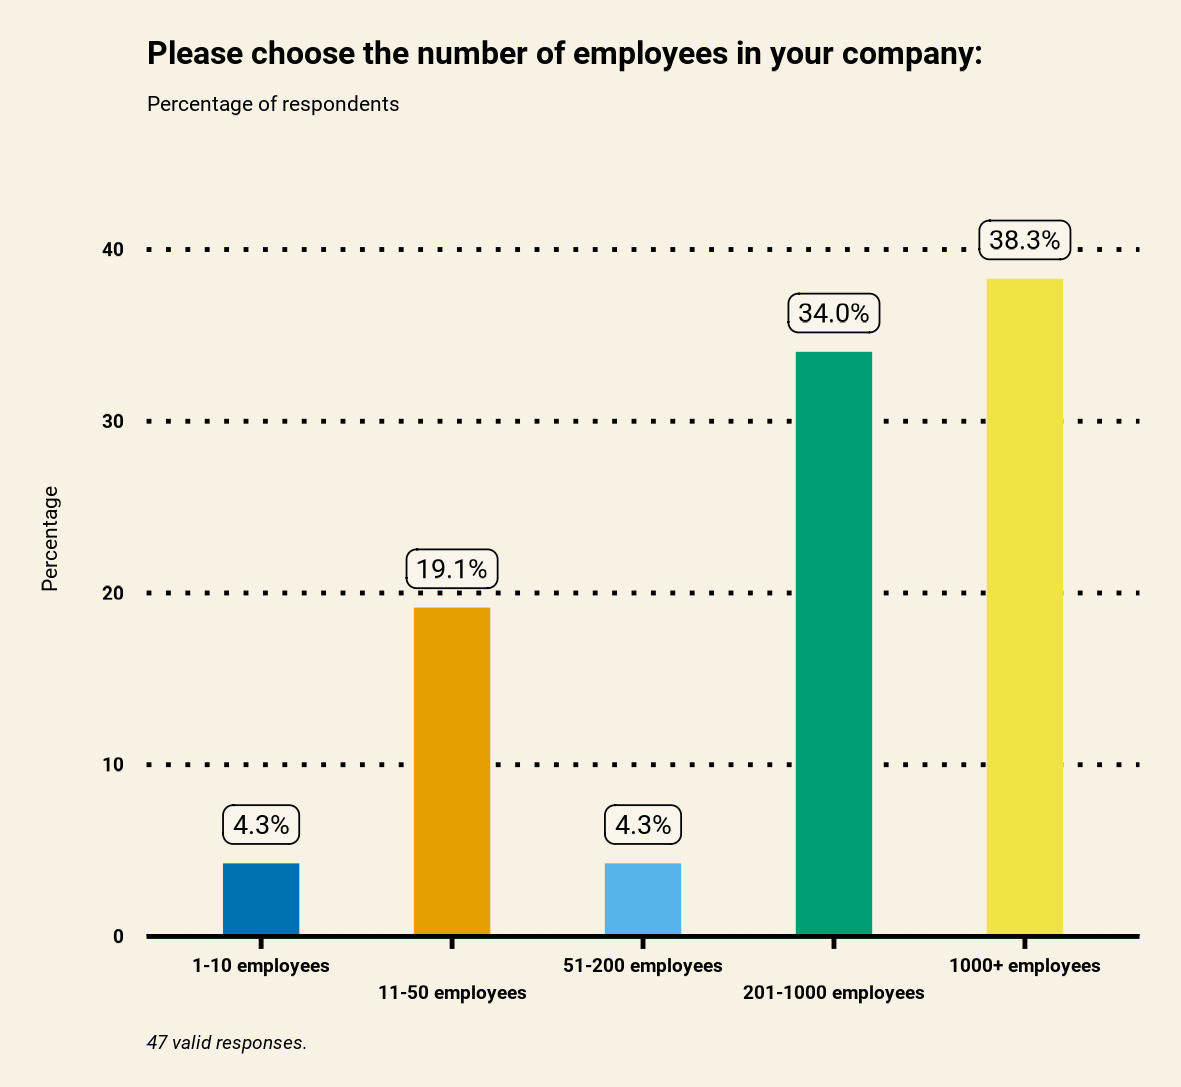 Please choose the number of employees in your company:
Percentage of respondents
Percentage
40
30
20
10
0
4.3%
19.1%
4.3%
34.0%
38.3%
1-10 employees
11-50 employees
51-200 employees
201-1000 employees
1000+ employees
47 valid responses.